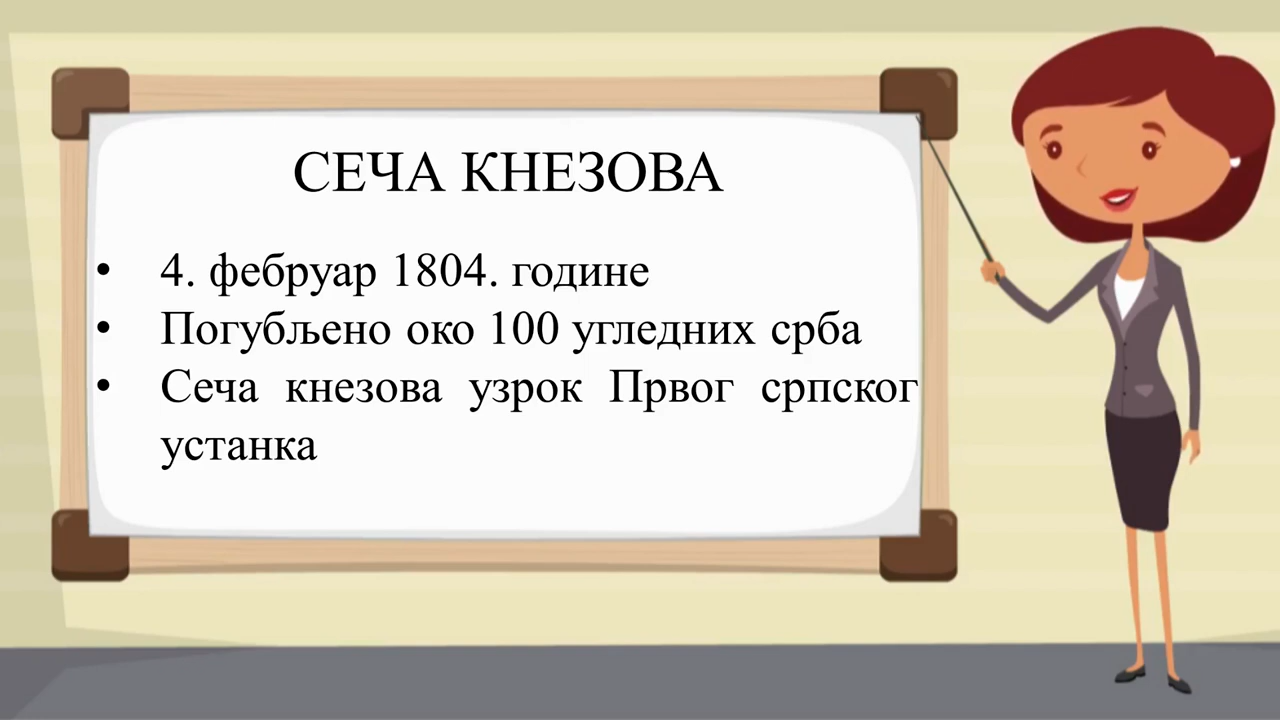 СЕЧА КНЕЗОВА
• 4. фебруар 1804. године
• Погубљено око 100 угледних срба
• Сеча кнезова узрок Првог српског
устанка